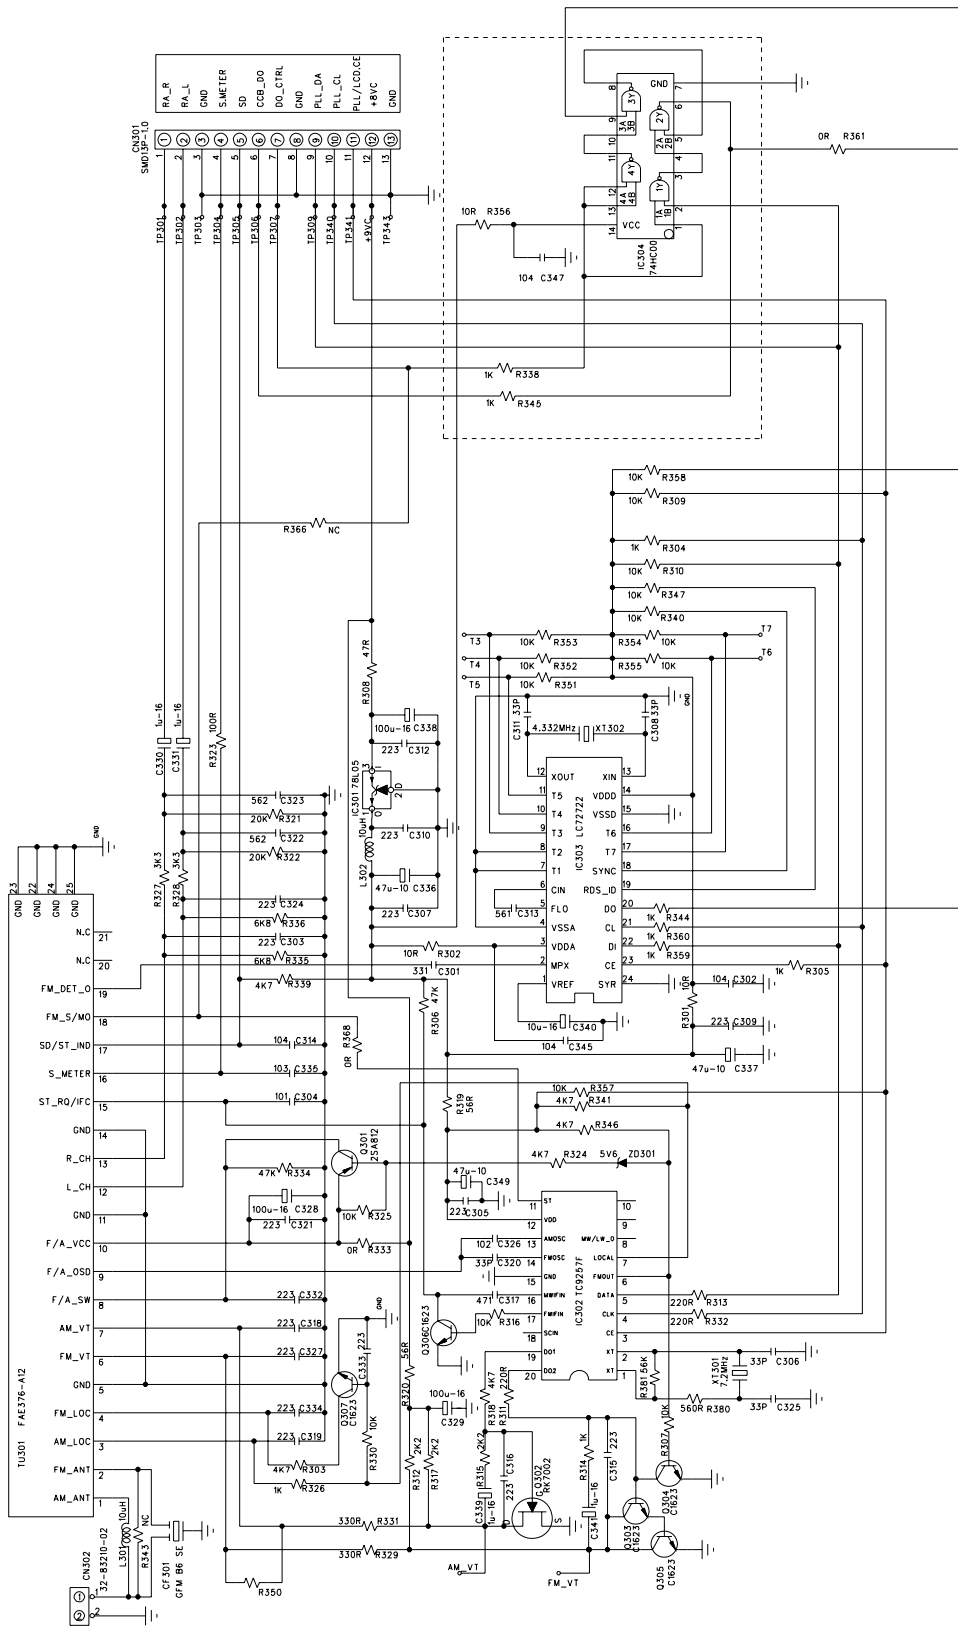 RA_R
RA_L
GND
S.METER
SD
CCB_DO
DO_CTRL
GND
PLL_DA
PLL_CL
PLL/LCD.CE
+8VC
GND
CN301
SMD13P-1.0
1 2 3 4 5 6 7 8 9 10 11 12 13
1 2 3 4 5 6 7 8 9 10 11 12 13
TP301
TP302
TP303
TP304
TP305
TP306
TP307
TP309
TP340
TP341
+9VC
TP343
8 GND 7
3Y
9 6
3A 3B
2Y
10 2A 2B 5
11 4
4Y 3
12 4A 4B
1Y
13 1A 1B 2
14 VCC 1
IC304
74HC00
0R R361
10R R356
104 C347
1K R338
1K R345
R366 NC
10K R358
10K R309
1K R304
10K R310
10K R347
10K R340
T3 10K R353 R354 10K T7
T4 10K R352 R355 10K T6
T5 10K R351
GND
C311 33P
C308 33P
4.332MHz XT302
47R
R308
100u-16 C338
223 C312
IC301 78L05
3 I
2 D
1 O
10uH
L302
223 C310
47u-10 C336
223 C307
1u-16
C330
1u-16
C331
R323 100R
562 C323
20K R321
562 C322
20K R322
R327 3K3
R328 3K3
223 C324
6K8 R336
223 C303
6K8 R335
4K7 R339
12 XOUT XIN 13
11 T5 VDDD 14
10 T4 VSSD 15
9 T3 T6 16
8 T2 T7 17
7 T1 SYNC 18
6 CIN RDS_ID 19
5 FLO DO 20
4 VSSA CL 21
3 VDDA DI 22
2 MPX CE 23
1 VREF SYR 24
IC303 LC72722
561 C313
10R R302
331 C301
1K R344
1K R360
1K R359
1K R305
10R
R301
104 C302
223 C309
47u-10 C337
10u-16 C340
104 C345
R306 47K
0R R368
GND
23 GND
22 GND
24 GND
25 GND
N.C 21
N.C 20
FM_DET_O 19
FM_S/MO 18
SD/ST_IND 17
S_METER 16
ST_RQ/IFC 15
GND 14
R_CH 13
L_CH 12
GND 11
F/A_VCC 10
F/A_OSD 9
F/A_SW 8
AM_VT 7
FM_VT 6
GND 5
FM_LOC 4
AM_LOC 3
FM_ANT 2
AM_ANT 1
TU301 FAE376-A12
104 C314
103 C335
101 C304
Q301
2SA812
47K R334
100u-16 C328
223 C321
10K R325
0R R333
223 C332
223 C318
223 C327
223 C334
223 C319
4K7 R303
1K R326
GND
C333 223
Q307
C1623
R330 10K
R319
56R
10K R357
4K7 R341
4K7 R346
4K7 R324 5V6 ZD301
47u-10
C349
223
C305
11 ST 10
12 VDD 9
13 AMOSC MW/LW_O 8
14 FMOSC LOCAL 7
15 GND FMOUT 6
16 MWIFIN DATA 5
17 FMIFIN CLK 4
18 SCIN CE 3
19 DO1 XT 2
20 DO2 XT 1
IC302 TC9257F
102 C326
33P C320
471 C317
10K R316
Q306 C1623
220R R313
220R R332
R381 56K
33P C306
XT301
7.2MHz
560R R380
33P C325
R320 56R
100u-16
C329
R312 2K2
R317 2K2
R318 4K7
R311 220R
R315 2K2
C316
223
C339
1u-16
G Q302
RK7002
D S
R314 1K
C341
1u-16
C315 223
R307 10K
Q304
C1623
Q303
C1623
Q305
C1623
330R R331
330R R329
R350
AM_VT
FM_VT
CN302
32-83210-02
1 1
2 2
L301 10uH
R343 NC
CF301
GFM B6 SE